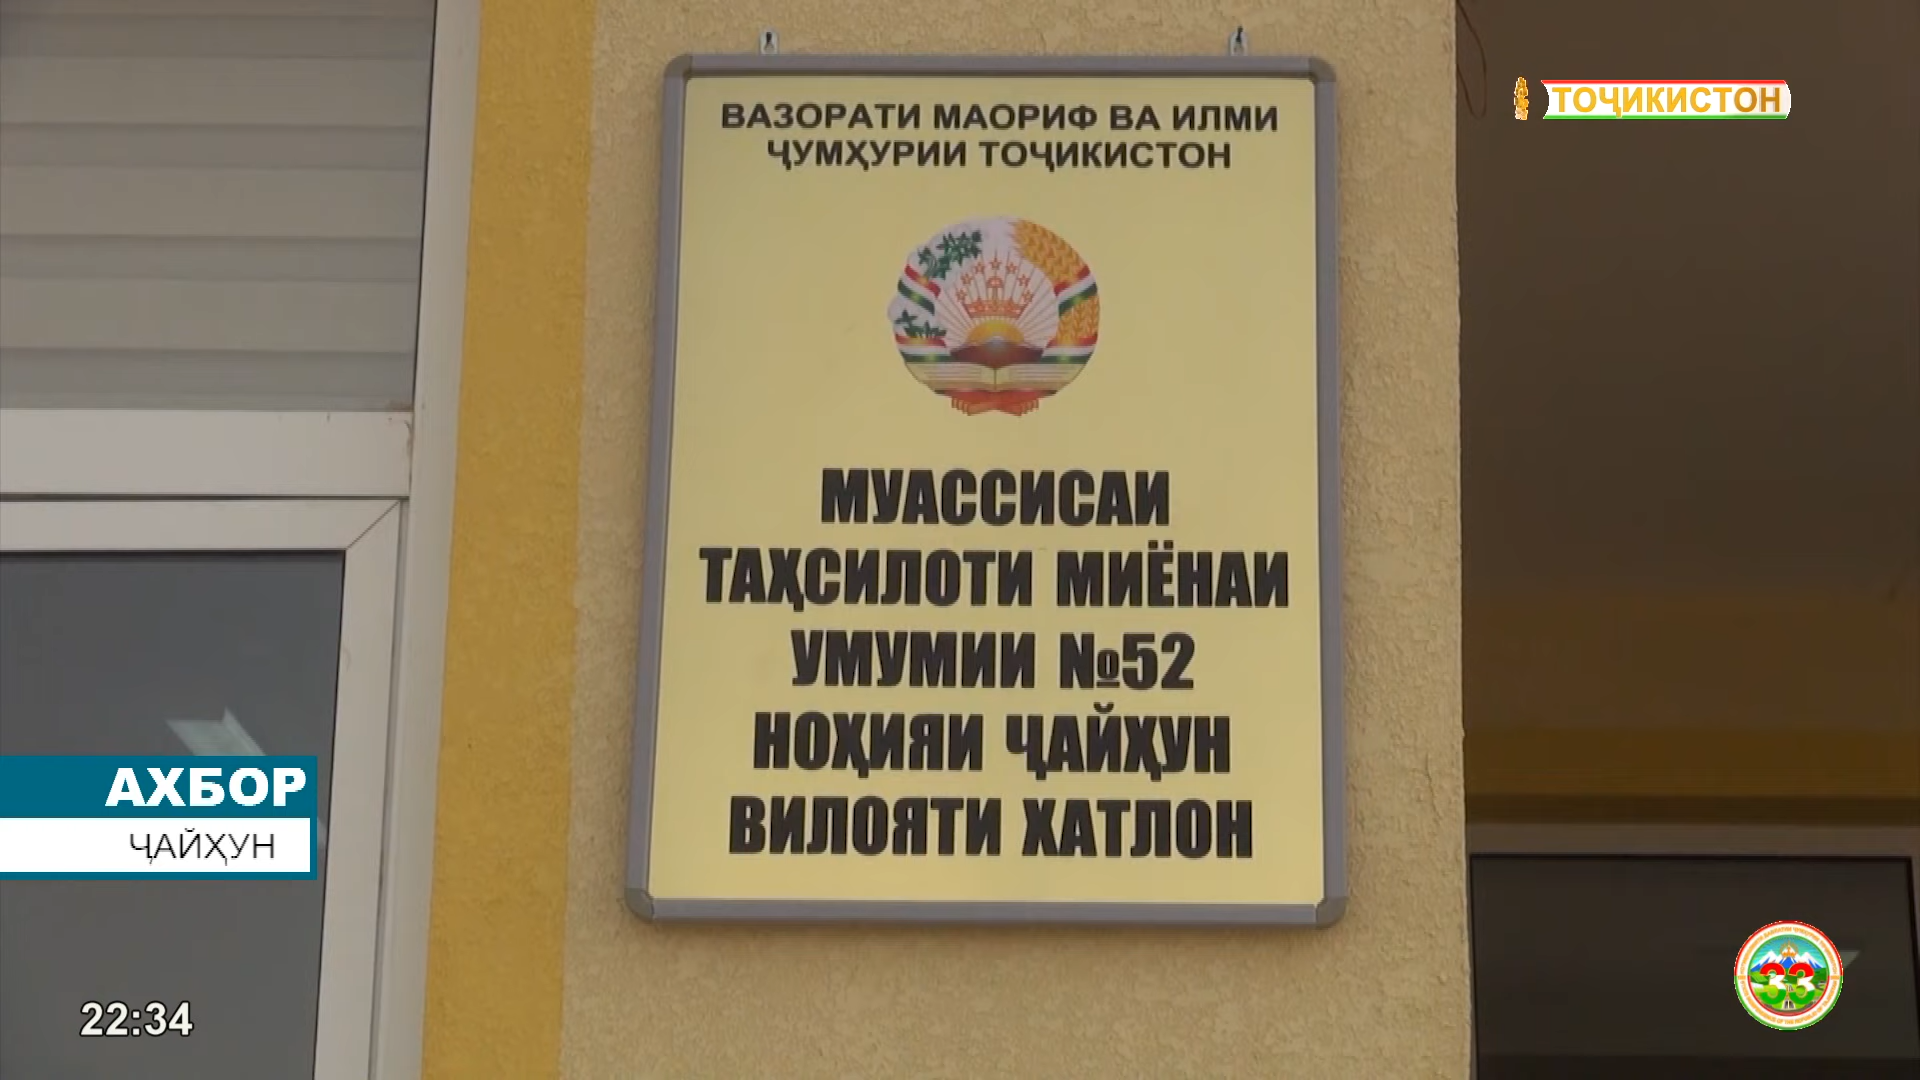 ВАЗОРАТИ МАОРИФ ВА ИЛМИ
ҶУМҲУРИИ ТОҶИКИСТОН
МУАССИСАИ
ТАҲСИЛОТИ МИЁНАИ
УМУМИИ №52
НОҲИЯИ ҶАЙҲУН
ВИЛОЯТИ ХАТЛОН
ТОҶИКИСТОН
АХБОР
ҶАЙҲУН
22:34
33